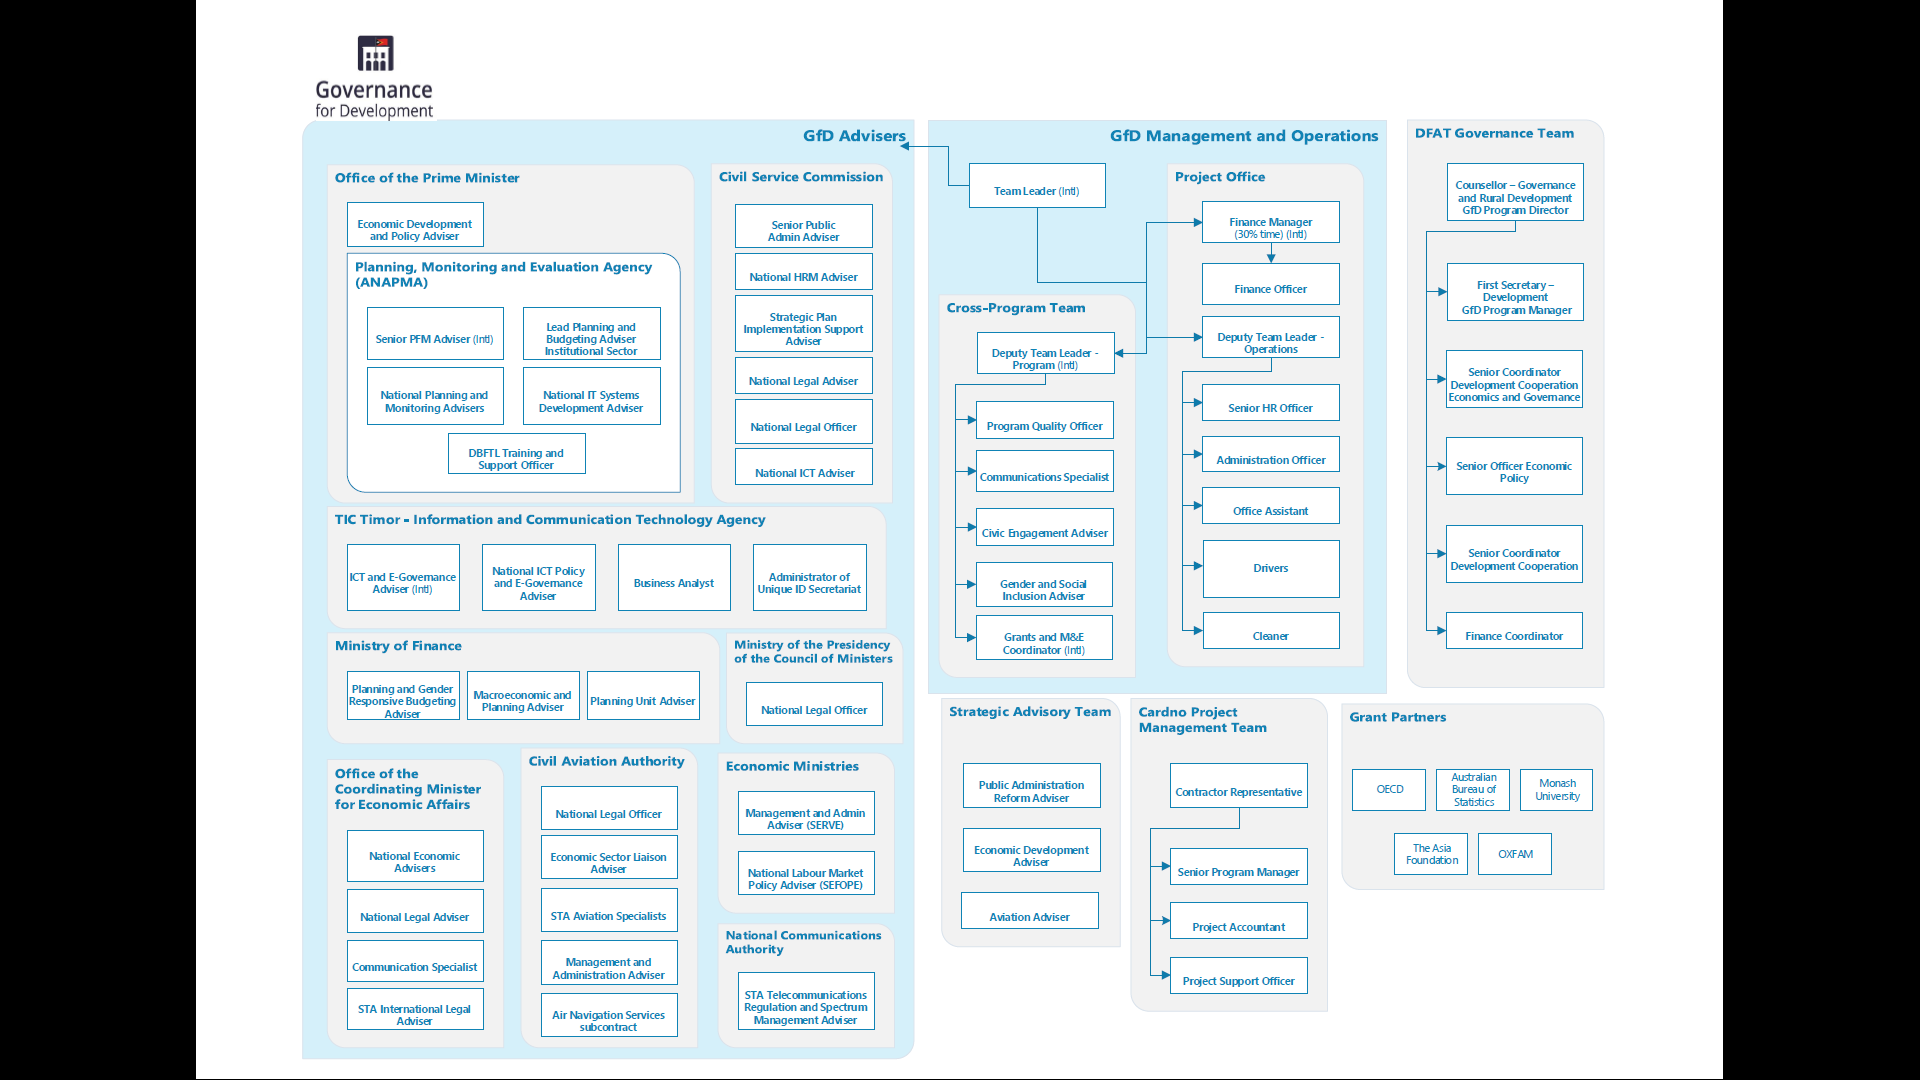 Governance
for Development
GfD Advisers
Office of the Prime Minister
Economic Development
and Policy Adviser
Planning, Monitoring and Evaluation Agency
(ANAPMA)
Senior PFM Adviser (Intl)
Lead Planning and
Budgeting Adviser
Institutional Sector
National Planning and
Monitoring Advisers
National IT Systems
Development Adviser
DBFTL Training and
Support Officer
Civil Service Commission
Senior Public
Admin Adviser
National HRM Adviser
Strategic Plan
Implementation Support
Adviser
National Legal Adviser
National Legal Officer
National ICT Adviser
TIC Timor - Information and Communication Technology Agency
ICT and E-Governance
Adviser (Intl)
National ICT Policy
and E-Governance
Adviser
Business Analyst
Administrator of
Unique ID Secretariat
Ministry of Finance
Planning and Gender
Responsive Budgeting
Adviser
Macroeconomic and
Planning Adviser
Planning Unit Adviser
Ministry of the Presidency
of the Council of Ministers
National Legal Officer
Office of the
Coordinating Minister
for Economic Affairs
National Economic
Advisers
National Legal Adviser
Communication Specialist
STA International Legal
Adviser
Civil Aviation Authority
National Legal Officer
Economic Sector Liaison
Adviser
STA Aviation Specialists
Management and
Administration Adviser
Air Navigation Services
subcontract
Economic Ministries
Management and Admin
Adviser (SERVE)
National Labour Market
Policy Adviser (SEFOPE)
National Communications
Authority
STA Telecommunications
Regulation and Spectrum
Management Adviser
GfD Management and Operations
Team Leader (Intl)
Cross-Program Team
Deputy Team Leader -
Program (Intl)
Program Quality Officer
Communications Specialist
Civic Engagement Adviser
Gender and Social
Inclusion Adviser
Grants and M&E
Coordinator (Intl)
Project Office
Finance Manager
(30% time) (Intl)
Finance Officer
Deputy Team Leader -
Operations
Senior HR Officer
Administration Officer
Office Assistant
Drivers
Cleaner
DFAT Governance Team
Counsellor – Governance
and Rural Development
GfD Program Director
First Secretary –
Development
GfD Program Manager
Senior Coordinator
Development Cooperation
Economics and Governance
Senior Officer Economic
Policy
Senior Coordinator
Development Cooperation
Finance Coordinator
Strategic Advisory Team
Public Administration
Reform Adviser
Economic Development
Adviser
Aviation Adviser
Cardno Project
Management Team
Contractor Representative
Senior Program Manager
Project Accountant
Project Support Officer
Grant Partners
OECD
Australian
Bureau of
Statistics
Monash
University
The Asia
Foundation
OXFAM